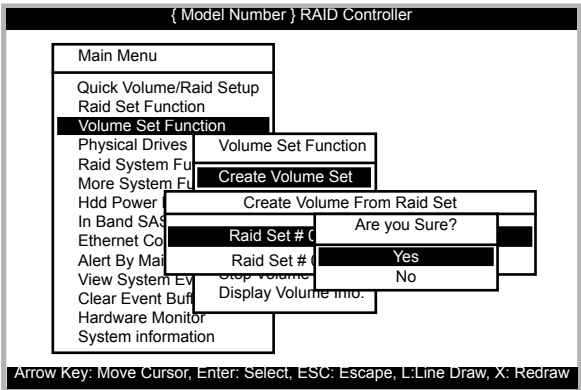 { Model Number } RAID Controller
Main Menu
Quick Volume/Raid Setup
Raid Set Function
Volume Set Function
Physical Drives
Raid System Fu
More System Fu
Hdd Power
In Band SAS
Ethernet Co
Alert By Mai
View System Ev
Clear Event Buff
Hardware Monitor
System information
Volume Set Function
Create Volume Set
Stop Volume
Display Volume Info.
Create Volume From Raid Set
Raid Set # 0
Raid Set # 0
Are you Sure?
Yes
No
Arrow Key: Move Cursor, Enter: Select, ESC: Escape, L:Line Draw, X: Redraw